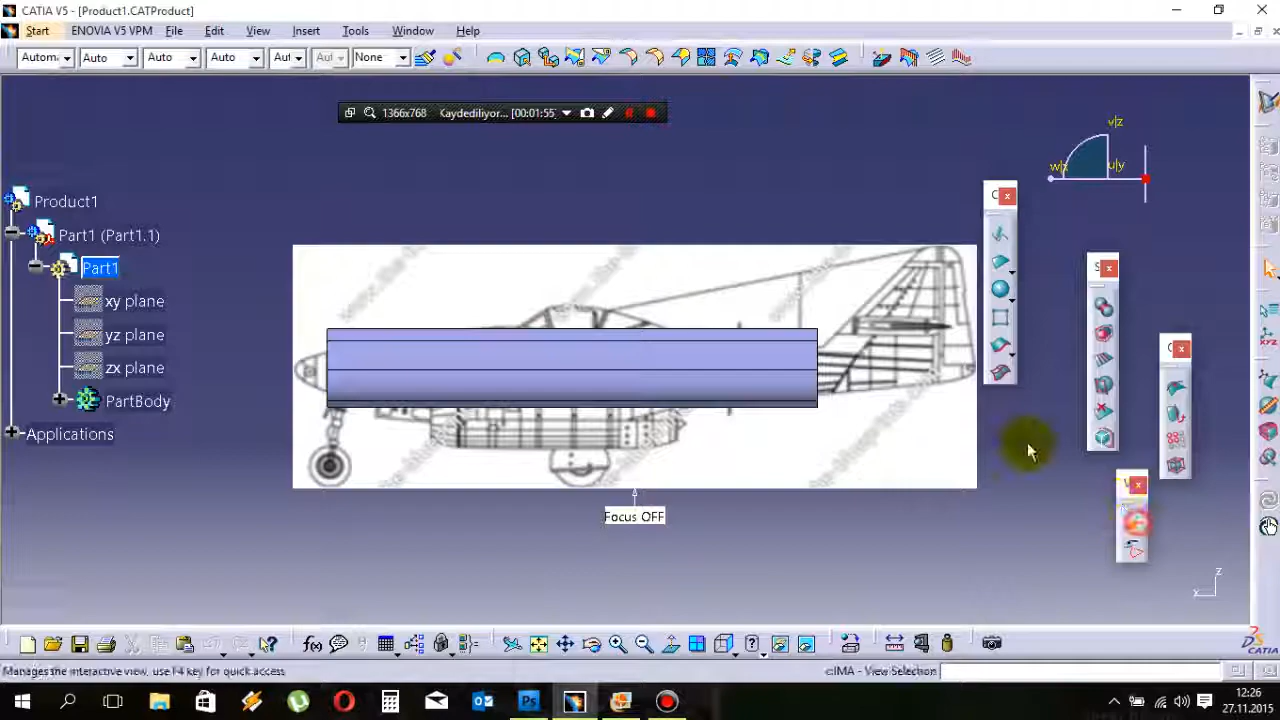 CATIA V5 - [Product1.CATProduct]
Start ENOVIA V5 VPM File Edit View Insert Tools Window Help
Auto Auto Auto None
1366x768 Kaydediliyor... [00:01:55]
v|z
u|y
Product1
Part1 (Part1.1)
Part1
xy plane
yz plane
zx plane
PartBody
Applications
Focus OFF
z
x
CATIA
Manages the interactive view, use F4 key for quick access
cIMA - View Selection
12:26
27.11.2015